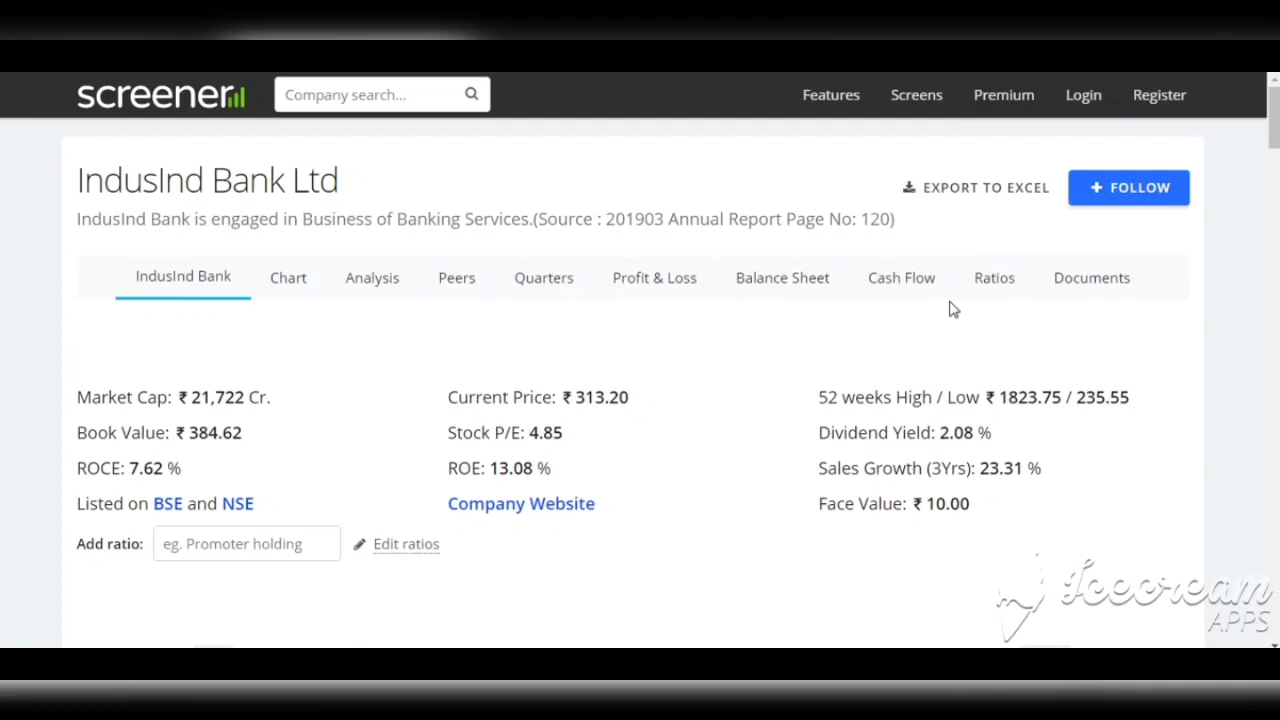 screener
Company search...
Features
Screens
Premium
Login
Register
IndusInd Bank Ltd
EXPORT TO EXCEL
+ FOLLOW
IndusInd Bank is engaged in Business of Banking Services.(Source : 201903 Annual Report Page No: 120)
IndusInd Bank
Chart
Analysis
Peers
Quarters
Profit & Loss
Balance Sheet
Cash Flow
Ratios
Documents
Market Cap: ₹ 21,722 Cr.
Current Price: ₹ 313.20
52 weeks High / Low ₹ 1823.75 / 235.55
Book Value: ₹ 384.62
Stock P/E: 4.85
Dividend Yield: 2.08 %
ROCE: 7.62 %
ROE: 13.08 %
Sales Growth (3Yrs): 23.31 %
Listed on BSE and NSE
Company Website
Face Value: ₹ 10.00
Add ratio:
eg. Promoter holding
Edit ratios
Icecream
APPS